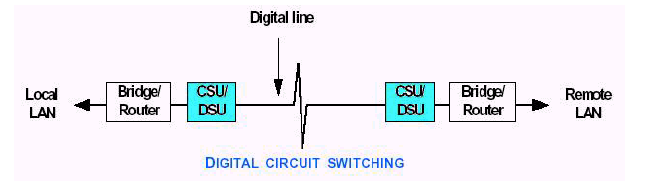 Digital line
Local
LAN
Bridge/
Router
CSU/
DSU
CSU/
DSU
Bridge/
Router
Remote
LAN
DIGITAL CIRCUIT SWITCHING